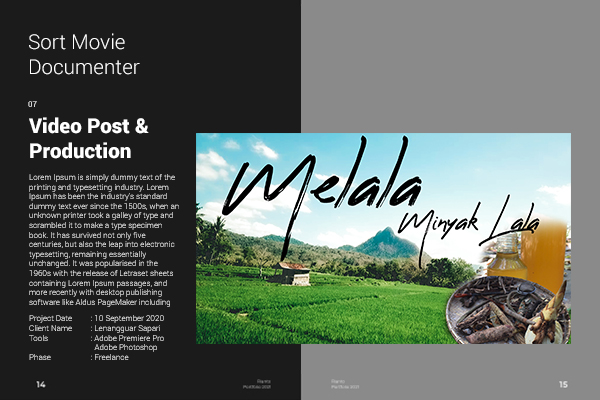 Sort Movie
Documenter
07
Video Post &
Production
Lorem Ipsum is simply dummy text of the
printing and typesetting industry. Lorem
Ipsum has been the industry's standard
dummy text ever since the 1500s, when an
unknown printer took a galley of type and
scrambled it to make a type specimen
book. It has survived not only five
centuries, but also the leap into electronic
typesetting, remaining essentially
unchanged. It was popularised in the
1960s with the release of Letraset sheets
containing Lorem Ipsum passages, and
more recently with desktop publishing
software like Aldus PageMaker including
Project Date : 10 September 2020
Client Name : Lenangguar Sapari
Tools : Adobe Premiere Pro
Adobe Photoshop
Phase : Freelance
Melala
Minyak Lala
14
15